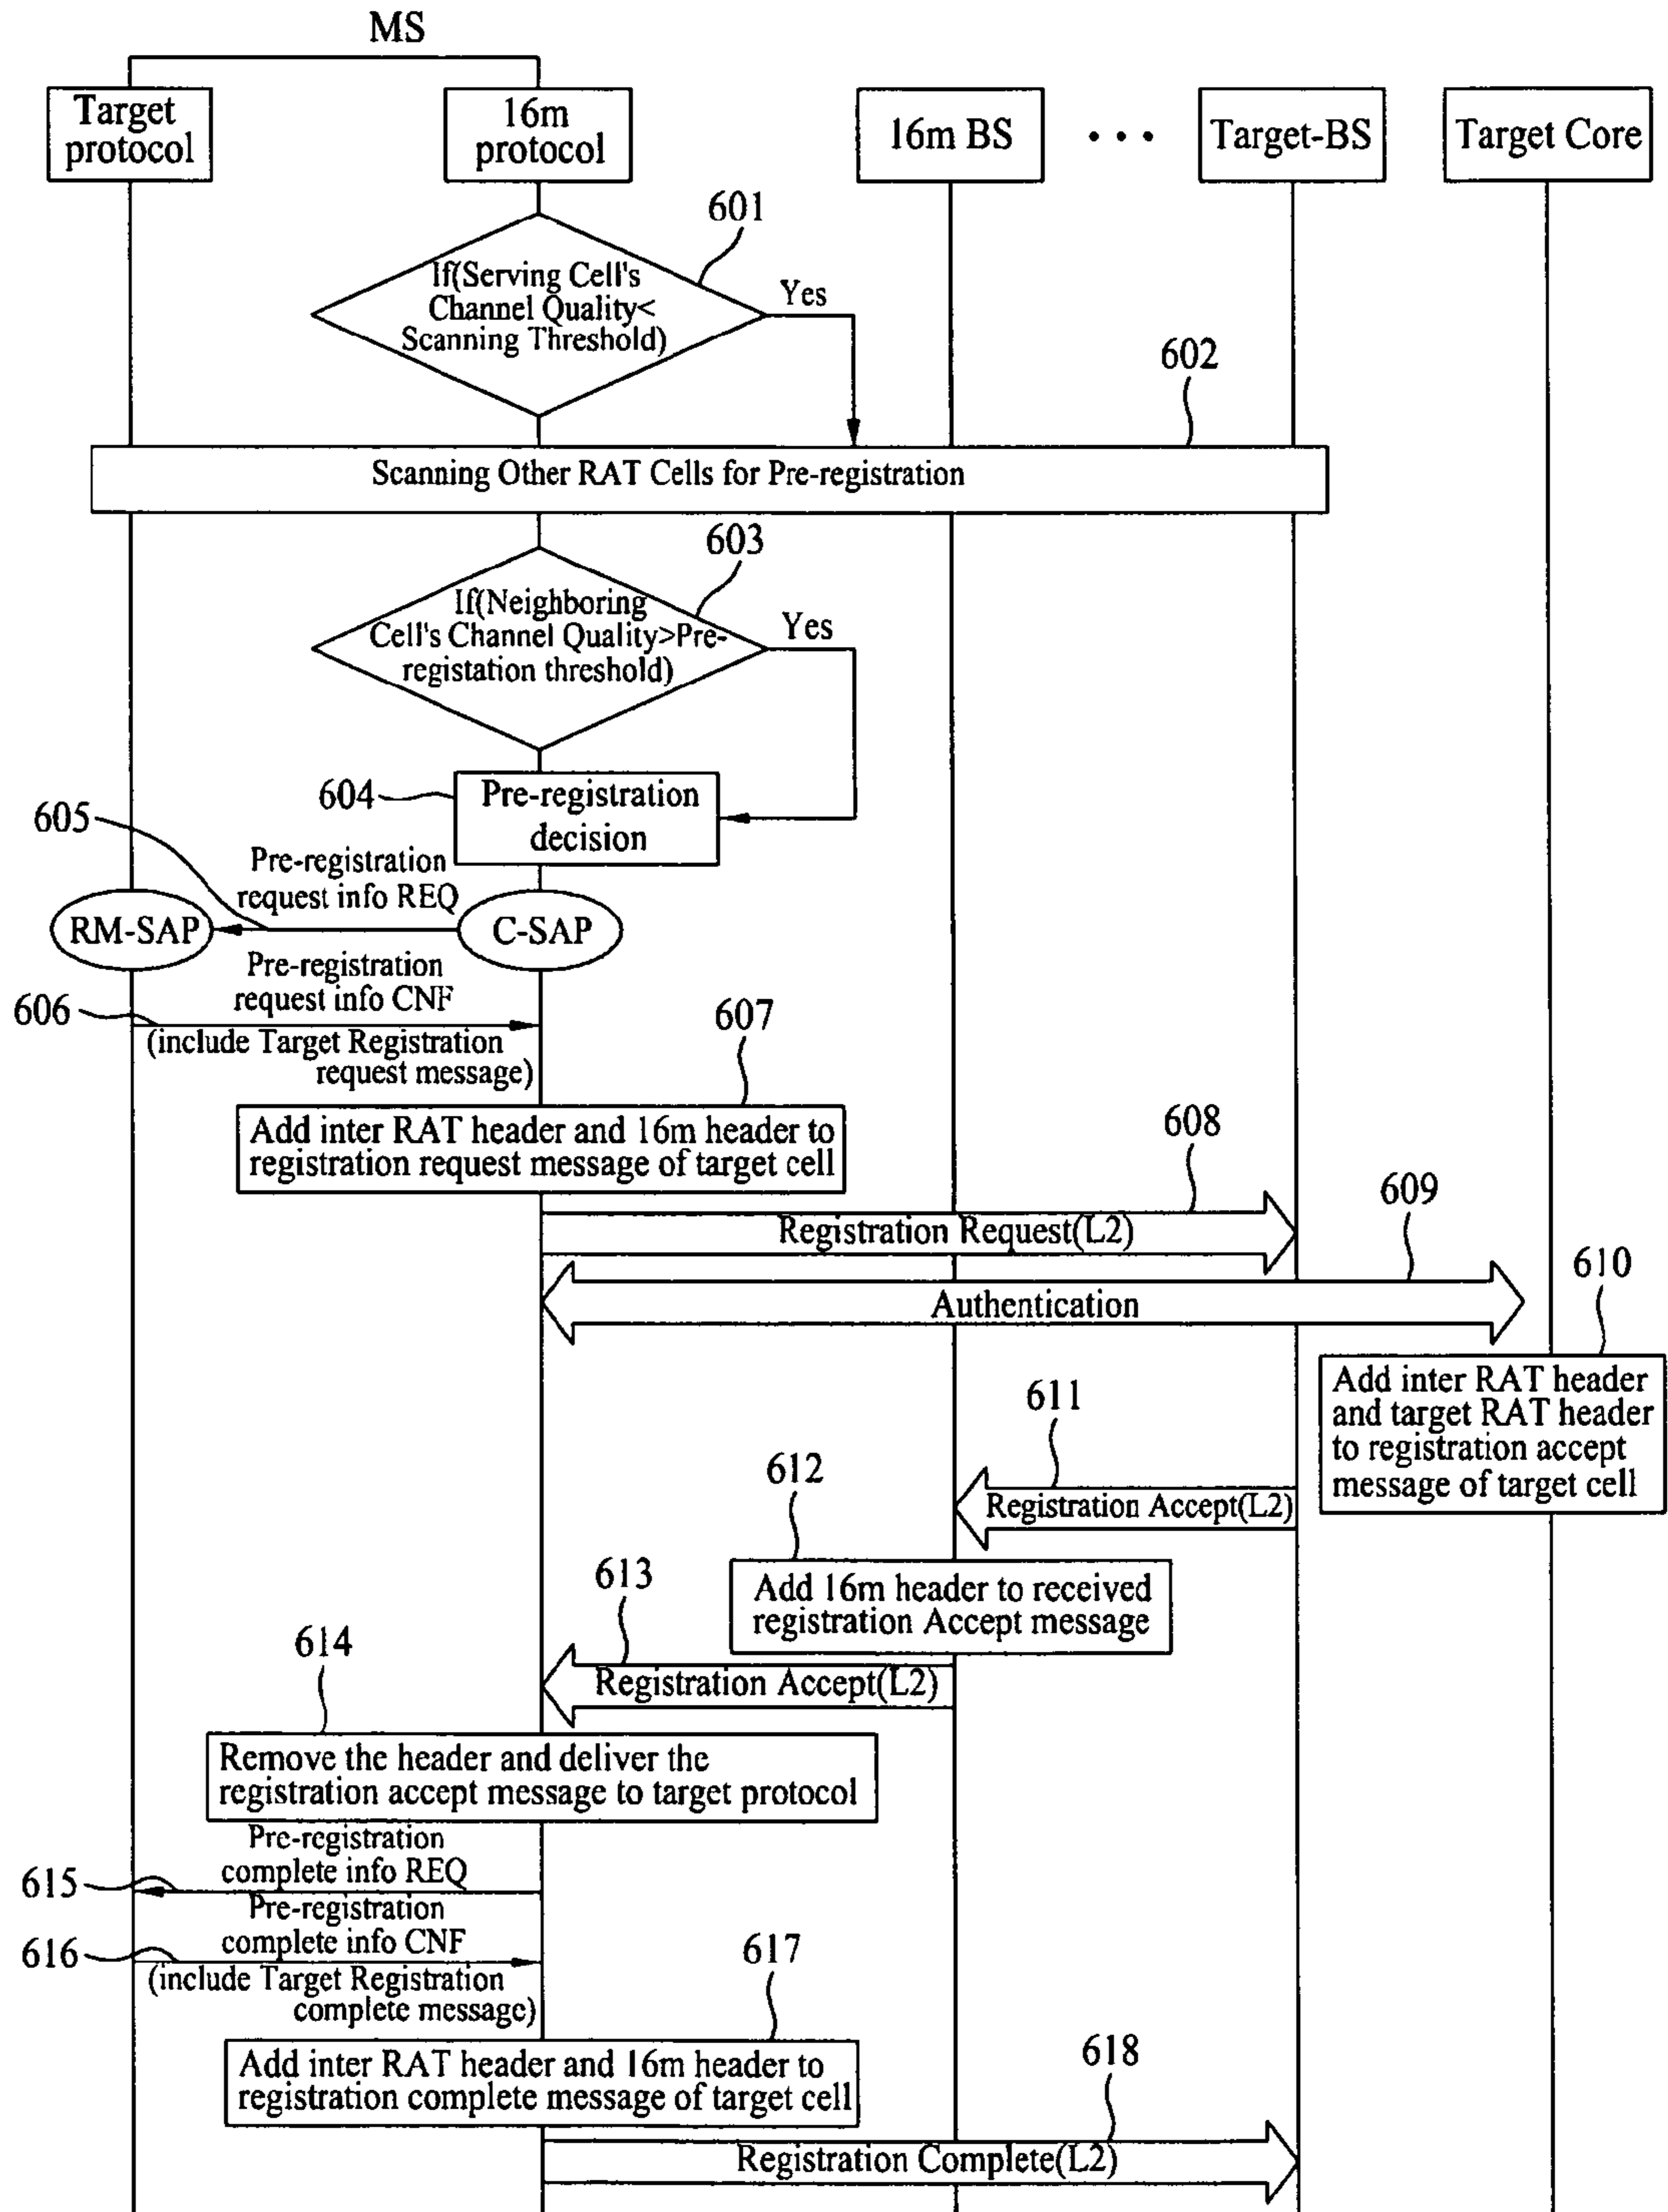 MS
Target
protocol
16m
protocol
16m BS
• • •
Target-BS
Target Core
601
If(Serving Cell's
Channel Quality<
Scanning Threshold)
Yes
602
Scanning Other RAT Cells for Pre-registration
603
If(Neighboring
Cell's Channel Quality>Pre-
registation threshold)
Yes
604
Pre-registration
decision
605
Pre-registration
request info REQ
RM-SAP
C-SAP
Pre-registration
request info CNF
606
(include Target Registration
request message)
607
Add inter RAT header and 16m header to
registration request message of target cell
608
Registration Request(L2)
609
Authentication
610
Add inter RAT header
and target RAT header
to registration accept
message of target cell
611
Registration Accept(L2)
612
Add 16m header to received
registration Accept message
613
Registration Accept(L2)
614
Remove the header and deliver the
registration accept message to target protocol
Pre-registration
complete info REQ
615
Pre-registration
complete info CNF
616
(include Target Registration
complete message)
617
Add inter RAT header and 16m header to
registration complete message of target cell
618
Registration Complete(L2)